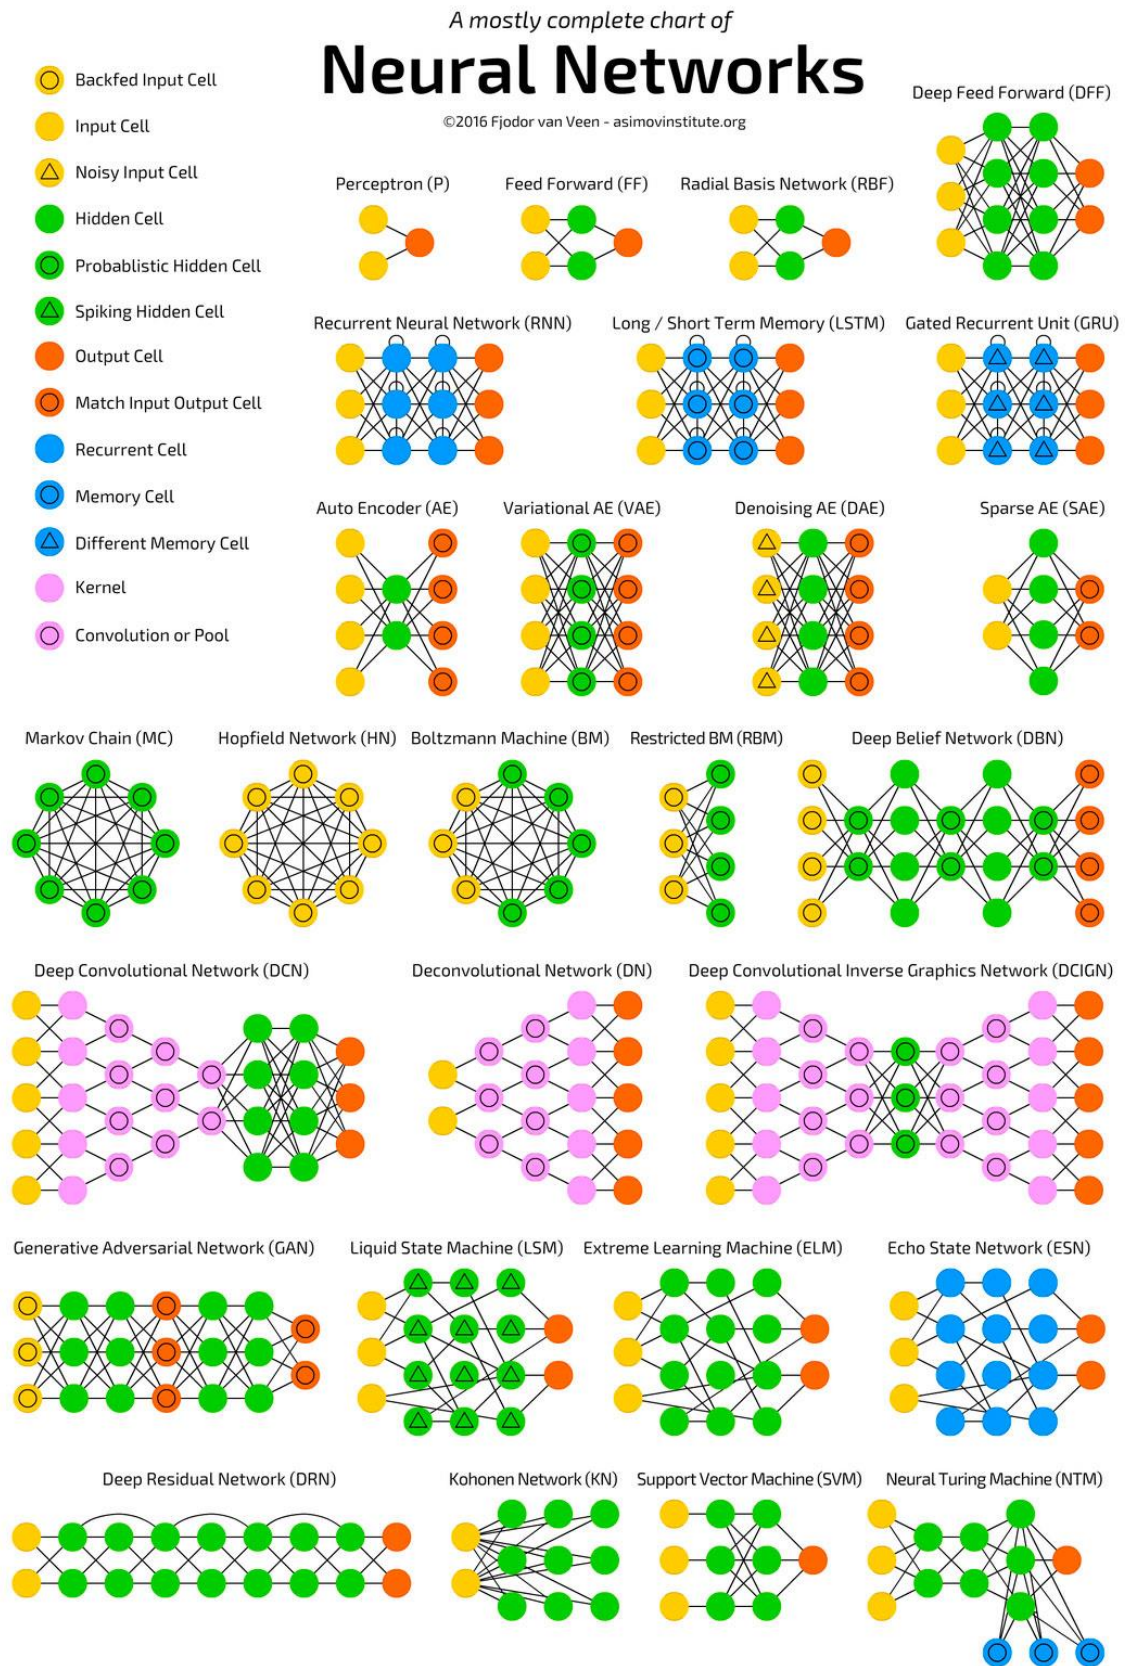 A mostly complete chart of
Neural Networks
©2016 Fjodor van Veen - asimovinstitute.org
Backfed Input Cell
Input Cell
Noisy Input Cell
Hidden Cell
Probablistic Hidden Cell
Spiking Hidden Cell
Output Cell
Match Input Output Cell
Recurrent Cell
Memory Cell
Different Memory Cell
Kernel
Convolution or Pool
Deep Feed Forward (DFF)
Perceptron (P)
Feed Forward (FF)
Radial Basis Network (RBF)
Recurrent Neural Network (RNN)
Long / Short Term Memory (LSTM)
Gated Recurrent Unit (GRU)
Auto Encoder (AE)
Variational AE (VAE)
Denoising AE (DAE)
Sparse AE (SAE)
Markov Chain (MC)
Hopfield Network (HN)
Boltzmann Machine (BM)
Restricted BM (RBM)
Deep Belief Network (DBN)
Deep Convolutional Network (DCN)
Deconvolutional Network (DN)
Deep Convolutional Inverse Graphics Network (DCIGN)
Generative Adversarial Network (GAN)
Liquid State Machine (LSM)
Extreme Learning Machine (ELM)
Echo State Network (ESN)
Deep Residual Network (DRN)
Kohonen Network (KN)
Support Vector Machine (SVM)
Neural Turing Machine (NTM)